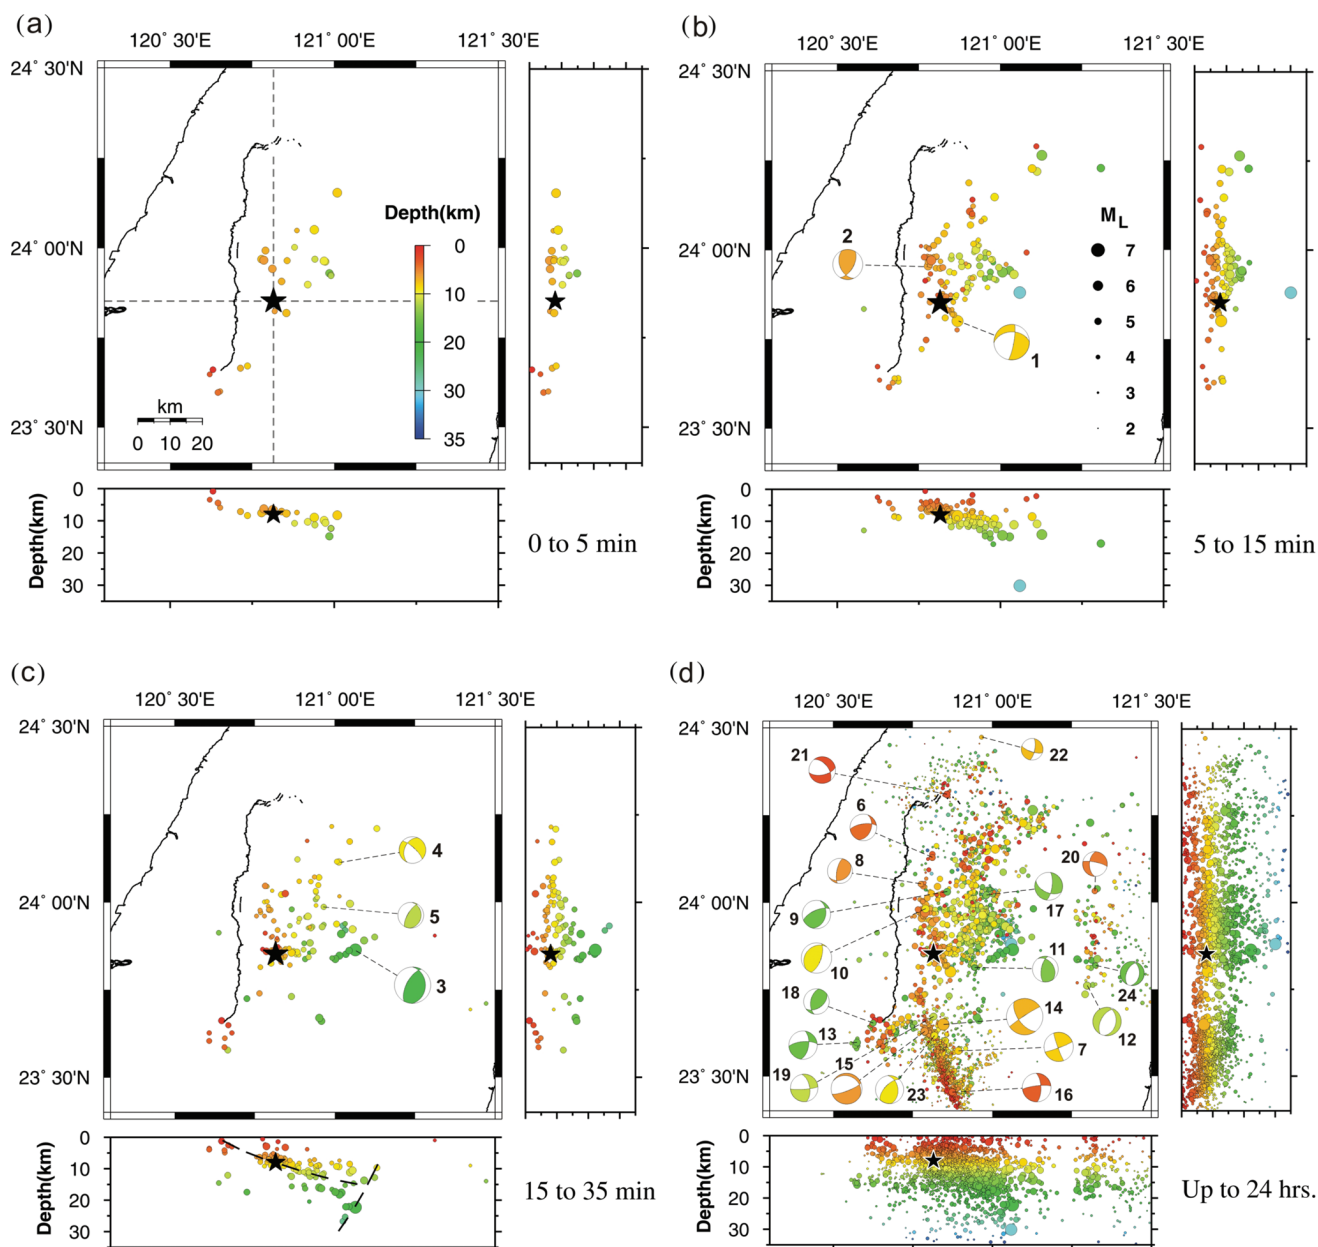 (a)
120° 30'E 121° 00'E 121° 30'E
24° 30'N
24° 00'N
23° 30'N
Depth(km)
0
10
20
30
35
km
0 10 20
Depth(km)
0
10
20
30
0 to 5 min
(b)
120° 30'E 121° 00'E 121° 30'E
24° 30'N
24° 00'N
23° 30'N
2
1
ML
7
6
5
4
3
2
Depth(km)
0
10
20
30
5 to 15 min
(c)
120° 30'E 121° 00'E 121° 30'E
24° 30'N
24° 00'N
23° 30'N
4
5
3
Depth(km)
0
10
20
30
15 to 35 min
(d)
120° 30'E 121° 00'E 121° 30'E
24° 30'N
24° 00'N
23° 30'N
21
22
6
8
20
9
17
10
11
18
14
24
13
12
15
7
19
23
16
Depth(km)
0
10
20
30
Up to 24 hrs.